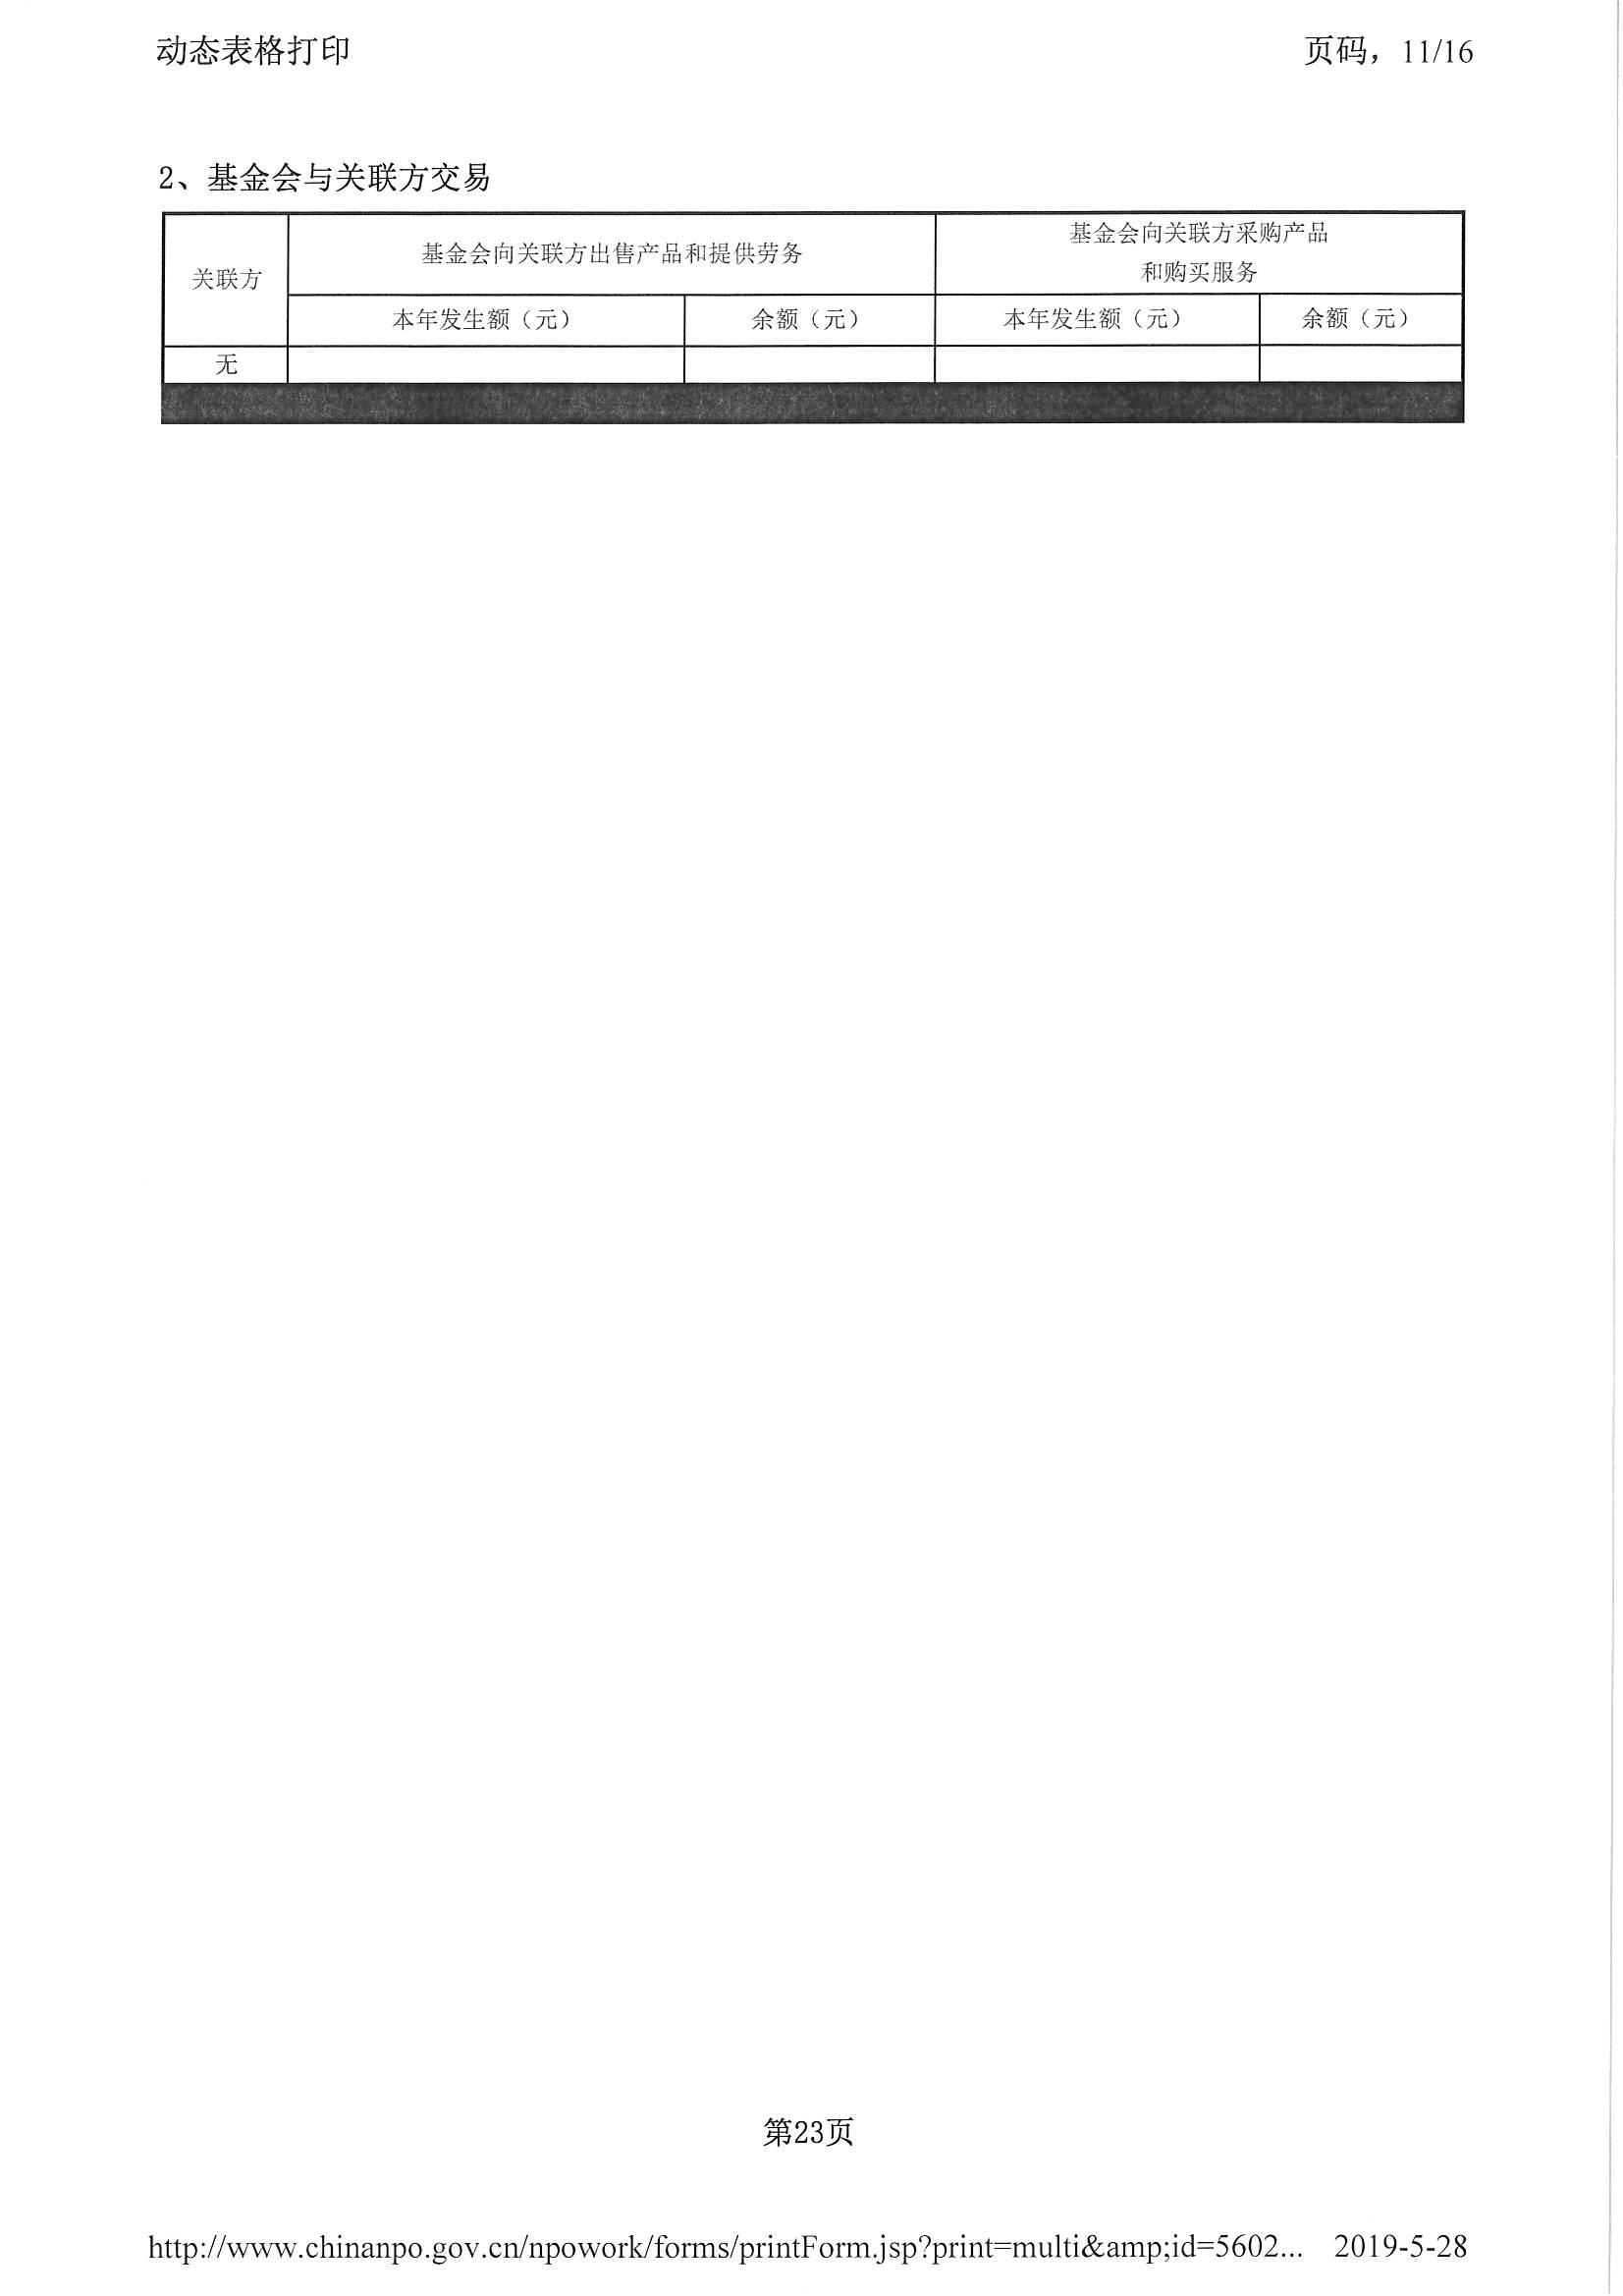 动态表格打印 页码，11/16
2、基金会与关联方交易
关联方 基金会向关联方出售产品和提供劳务 基金会向关联方采购产品
和购买服务
本年发生额（元） 余额（元） 本年发生额（元） 余额（元）
无
第23页
http://www.chinanpo.gov.cn/npowork/forms/printForm.jsp?print=multi&amp;id=5602... 2019-5-28